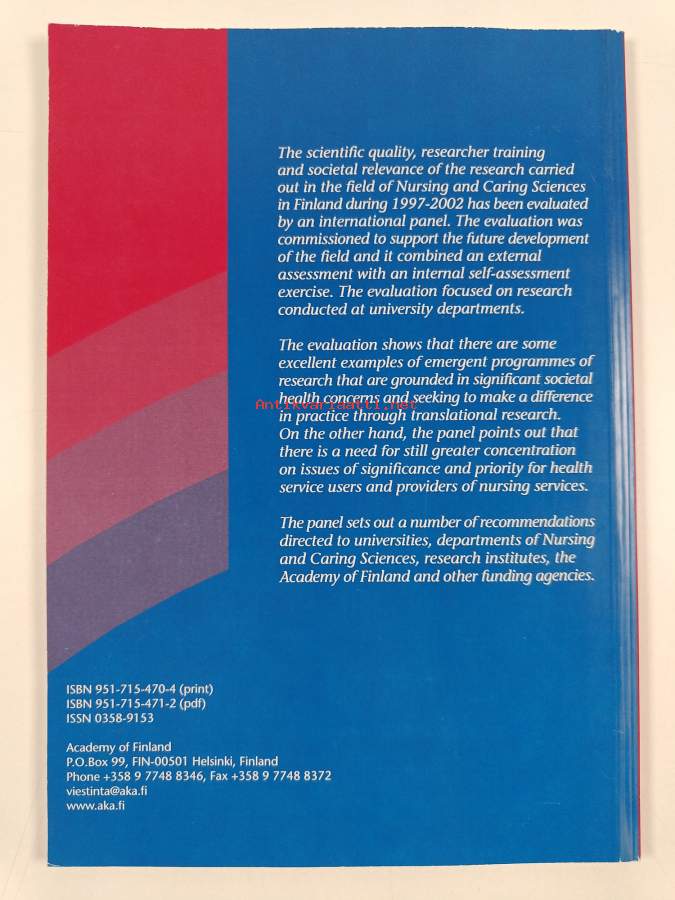 The scientific quality, researcher training
and societal relevance of the research carried
out in the field of Nursing and Caring Sciences
in Finland during 1997-2002 has been evaluated
by an international panel. The evaluation was
commissioned to support the future development
of the field and it combined an external
assessment with an internal self-assessment
exercise. The evaluation focused on research
conducted at university departments.
The evaluation shows that there are some
excellent examples of emergent programmes of
research that are grounded in significant societal
health concerns and seeking to make a difference
Antikvariaatti.net
in practice through translational research.
On the other hand, the panel points out that
there is a need for still greater concentration
on issues of significance and priority for health
service users and providers of nursing services.
The panel sets out a number of recommendations
directed to universities, departments of Nursing
and Caring Sciences, research institutes, the
Academy of Finland and other funding agencies.
ISBN 951-715-470-4 (print)
ISBN 951-715-471-2 (pdf)
ISSN 0358-9153
Academy of Finland
P.O.Box 99, FIN-00501 Helsinki, Finland
Phone +358 9 7748 8346, Fax +358 9 7748 8372
viestinta@aka.fi
www.aka.fi